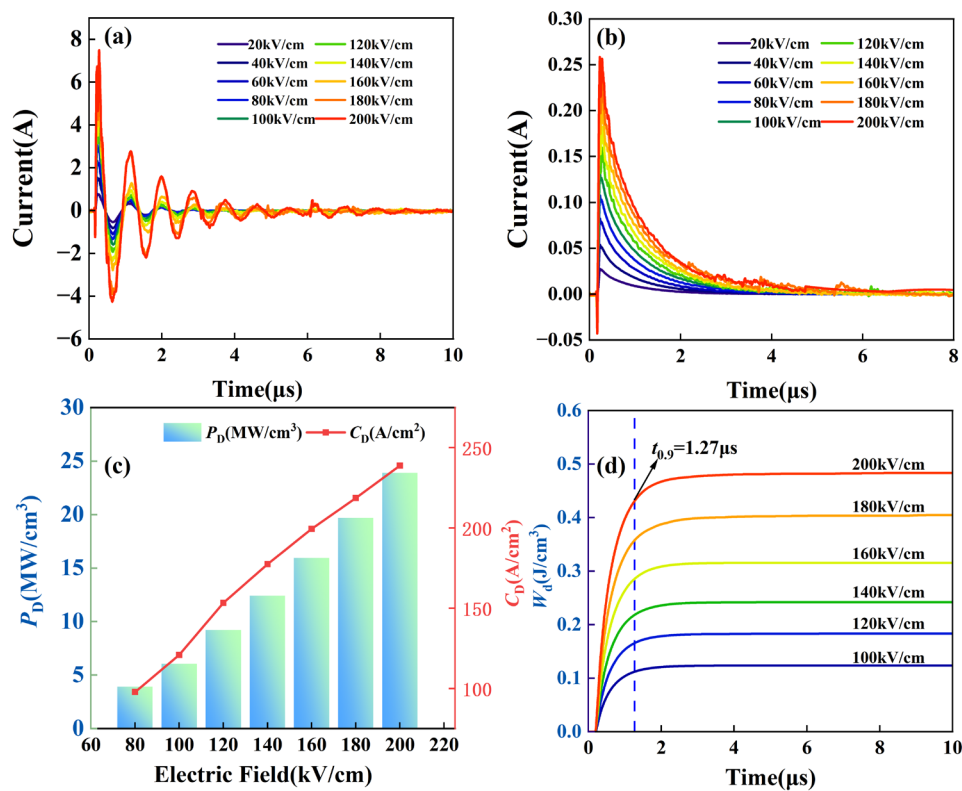 (a)
20kV/cm 120kV/cm
40kV/cm 140kV/cm
60kV/cm 160kV/cm
80kV/cm 180kV/cm
100kV/cm 200kV/cm
8
6
4
2
0
−2
−4
−6
Current(A)
0 2 4 6 8 10
Time(μs)
(b)
20kV/cm 120kV/cm
40kV/cm 140kV/cm
60kV/cm 160kV/cm
80kV/cm 180kV/cm
100kV/cm 200kV/cm
0.30
0.25
0.20
0.15
0.10
0.05
0.00
−0.05
Current(A)
0 2 4 6 8
Time(μs)
(c)
P_D(MW/cm³) C_D(A/cm²)
30
25
20
15
10
5
0
P_D(MW/cm³)
250
200
150
100
C_D(A/cm²)
60 80 100 120 140 160 180 200 220
Electric Field(kV/cm)
(d)
t_0.9=1.27μs
200kV/cm
180kV/cm
160kV/cm
140kV/cm
120kV/cm
100kV/cm
0.6
0.5
0.4
0.3
0.2
0.1
0.0
W_d(J/cm³)
0 2 4 6 8 10
Time(μs)